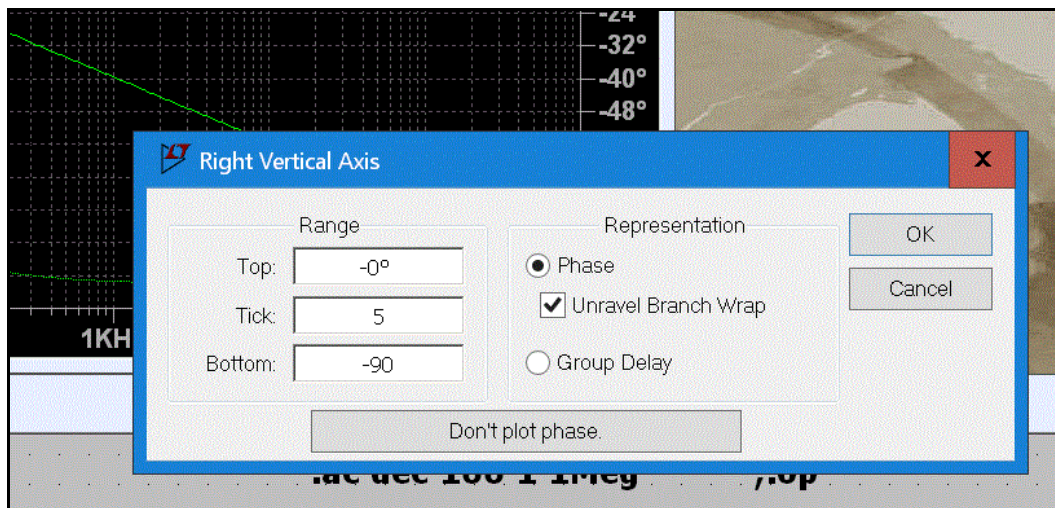 -24
-32°
-40°
-48°
Right Vertical Axis
Range
Top: -0°
Tick: 5
Bottom: -90
Representation
Phase
Unravel Branch Wrap
Group Delay
OK
Cancel
Don't plot phase.
1KH
.ac dec 100 1 1Meg ;.op